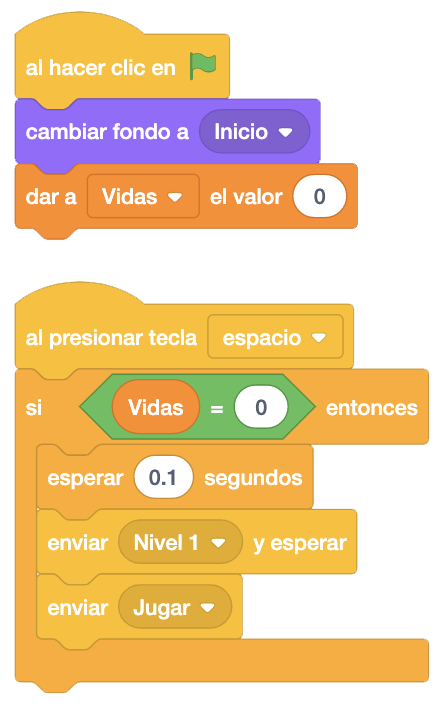 al hacer clic en
cambiar fondo a Inicio
dar a Vidas el valor 0
al presionar tecla espacio
si Vidas = 0 entonces
esperar 0.1 segundos
enviar Nivel 1 y esperar
enviar Jugar